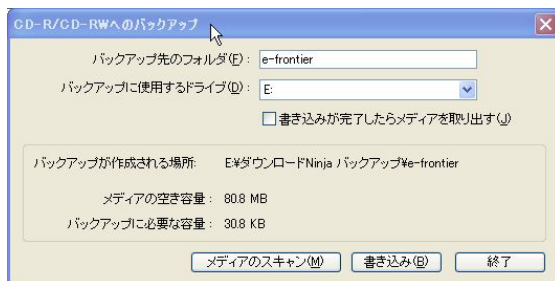 CD-R/CD-RWへのバックアップ
バックアップ先のフォルダ(F): e-frontier
バックアップに使用するドライブ(D): E:
書き込みが完了したらメディアを取り出す(J)
バックアップが作成される場所: E:¥ダウンロードNinja バックアップ¥e-frontier
メディアの空き容量: 80.8 MB
バックアップに必要な容量: 30.8 KB
メディアのスキャン(M) 書き込み(B) 終了